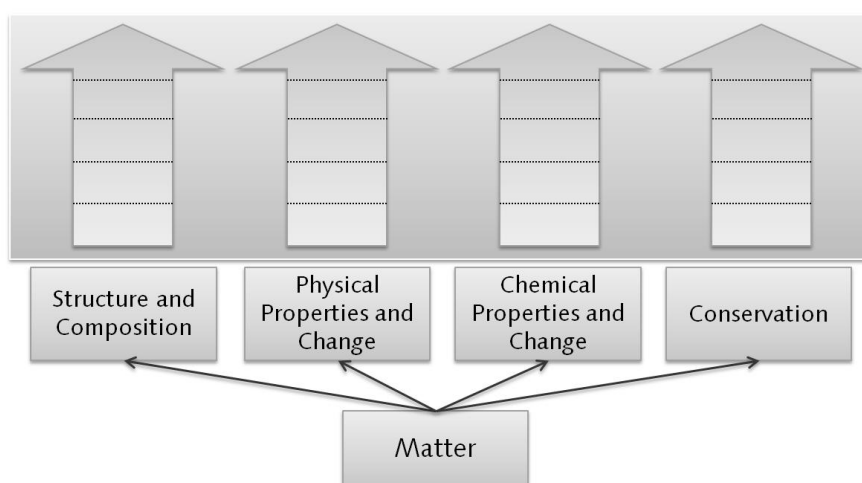 Structure and
Composition
Physical
Properties and
Change
Chemical
Properties and
Change
Conservation
Matter